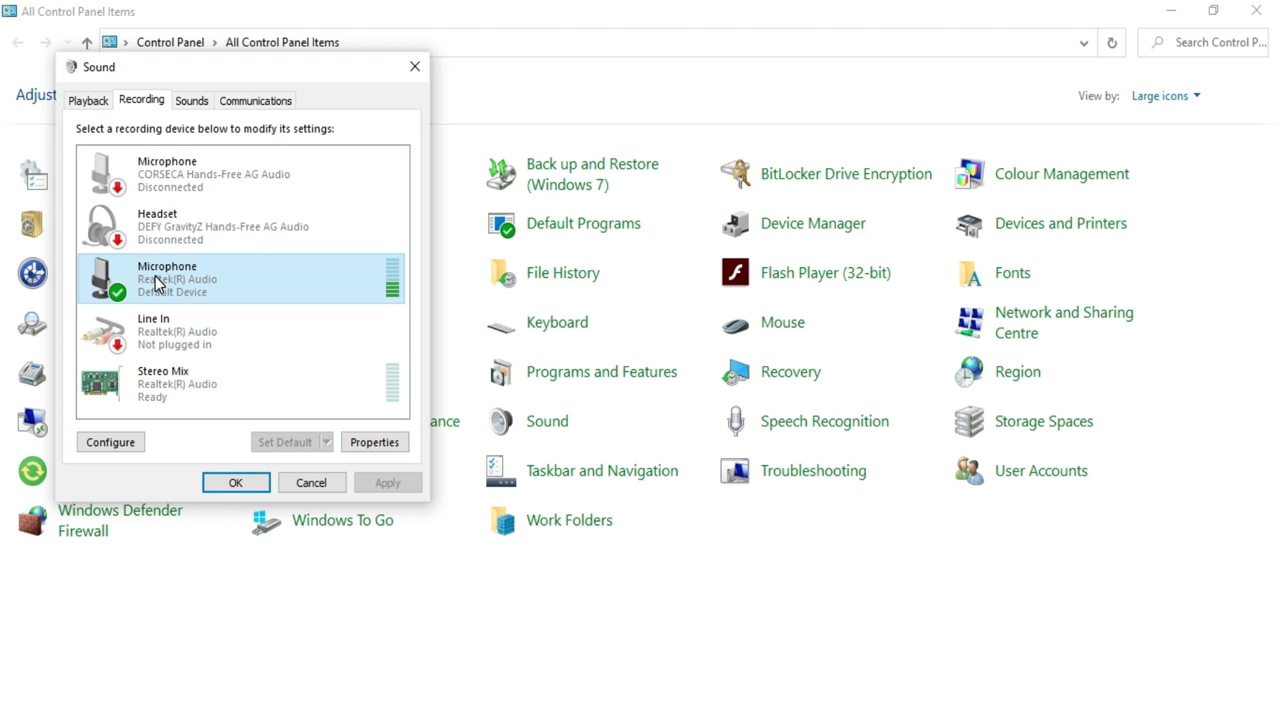 All Control Panel Items
Control Panel > All Control Panel Items
Search Control P...
Sound
Adjust
View by: Large icons
Playback Recording Sounds Communications
Select a recording device below to modify its settings:
Microphone
CORSECA Hands-Free AG Audio
Disconnected
Headset
DEFY GravityZ Hands-Free AG Audio
Disconnected
Microphone
Realtek(R) Audio
Default Device
Line In
Realtek(R) Audio
Not plugged in
Stereo Mix
Realtek(R) Audio
Ready
Configure Set Default Properties
OK Cancel Apply
Back up and Restore
(Windows 7)
BitLocker Drive Encryption
Colour Management
Default Programs
Device Manager
Devices and Printers
File History
Flash Player (32-bit)
Fonts
Keyboard
Mouse
Network and Sharing
Centre
Programs and Features
Recovery
Region
ance
Sound
Speech Recognition
Storage Spaces
Taskbar and Navigation
Troubleshooting
User Accounts
Windows Defender
Firewall
Windows To Go
Work Folders